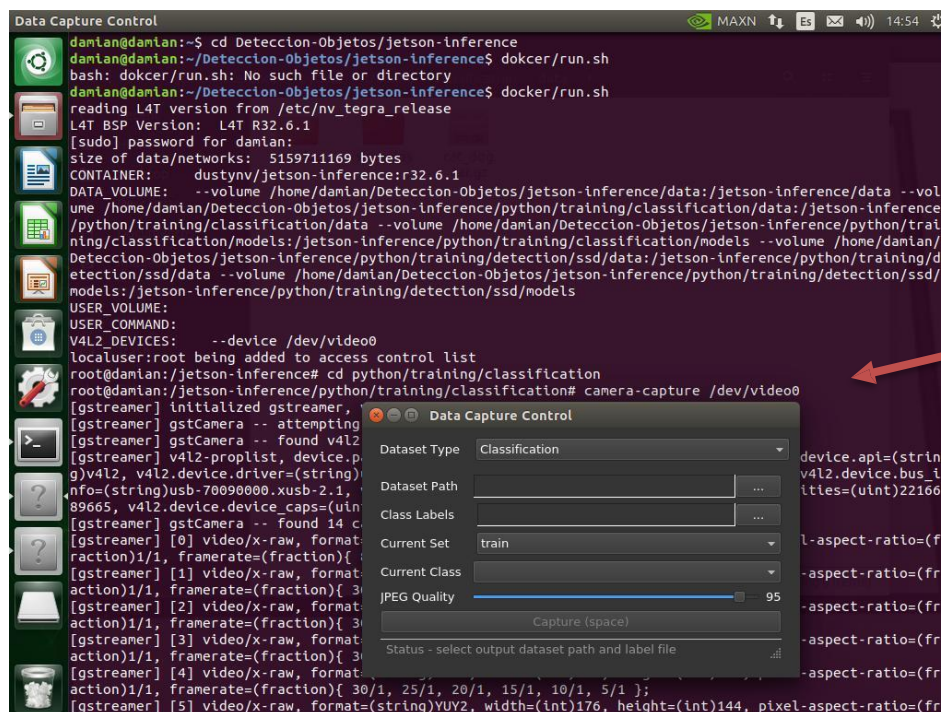 Data Capture Control
MAXN Es 14:54
damian@damian:~$ cd Deteccion-Objetos/jetson-inference
damian@damian:~/Deteccion-Objetos/jetson-inference$ dokcer/run.sh
bash: dokcer/run.sh: No such file or directory
damian@damian:~/Deteccion-Objetos/jetson-inference$ docker/run.sh
reading L4T version from /etc/nv_tegra_release
L4T BSP Version:  L4T R32.6.1
[sudo] password for damian:
size of data/networks:  5159711169 bytes
CONTAINER:     dustynv/jetson-inference:r32.6.1
DATA_VOLUME:   --volume /home/damian/Deteccion-Objetos/jetson-inference/data:/jetson-inference/data --vol
ume /home/damian/Deteccion-Objetos/jetson-inference/python/training/classification/data:/jetson-inference
/python/training/classification/data --volume /home/damian/Deteccion-Objetos/jetson-inference/python/trai
ning/classification/models:/jetson-inference/python/training/classification/models --volume /home/damian/
Deteccion-Objetos/jetson-inference/python/training/detection/ssd/data:/jetson-inference/python/training/d
etection/ssd/data --volume /home/damian/Deteccion-Objetos/jetson-inference/python/training/detection/ssd/
models:/jetson-inference/python/training/detection/ssd/models
USER_VOLUME:
USER_COMMAND:
V4L2_DEVICES:    --device /dev/video0
localuser:root being added to access control list
root@damian:/jetson-inference# cd python/training/classification
root@damian:/jetson-inference/python/training/classification# camera-capture /dev/video0
[gstreamer] initialized gstreamer,
[gstreamer] gstCamera -- attempting
[gstreamer] gstCamera -- found v4l2
[gstreamer] v4l2-proplist, device.p device.api=(strin
g)v4l2, v4l2.device.driver=(string) v4l2.device.bus_i
nfo=(string)usb-70090000.xusb-2.1, ities=(uint)22166
89665, v4l2.device.device_caps=(uin
[gstreamer] gstCamera -- found 14 c
[gstreamer] [0] video/x-raw, format= l-aspect-ratio=(f
raction)1/1, framerate=(fraction){
[gstreamer] [1] video/x-raw, format= -aspect-ratio=(fr
action)1/1, framerate=(fraction){ 3
[gstreamer] [2] video/x-raw, format= -aspect-ratio=(fr
action)1/1, framerate=(fraction){ 3
[gstreamer] [3] video/x-raw, format= -aspect-ratio=(fr
action)1/1, framerate=(fraction){ 3
[gstreamer] [4] video/x-raw, format= -aspect-ratio=(fr
action)1/1, framerate=(fraction){ 30/1, 25/1, 20/1, 15/1, 10/1, 5/1 };
[gstreamer] [5] video/x-raw, format=(string)YUY2, width=(int)176, height=(int)144, pixel-aspect-ratio=(fr
Data Capture Control
Dataset Type Classification
Dataset Path ...
Class Labels ...
Current Set train
Current Class
JPEG Quality 95
Capture (space)
Status - select output dataset path and label file